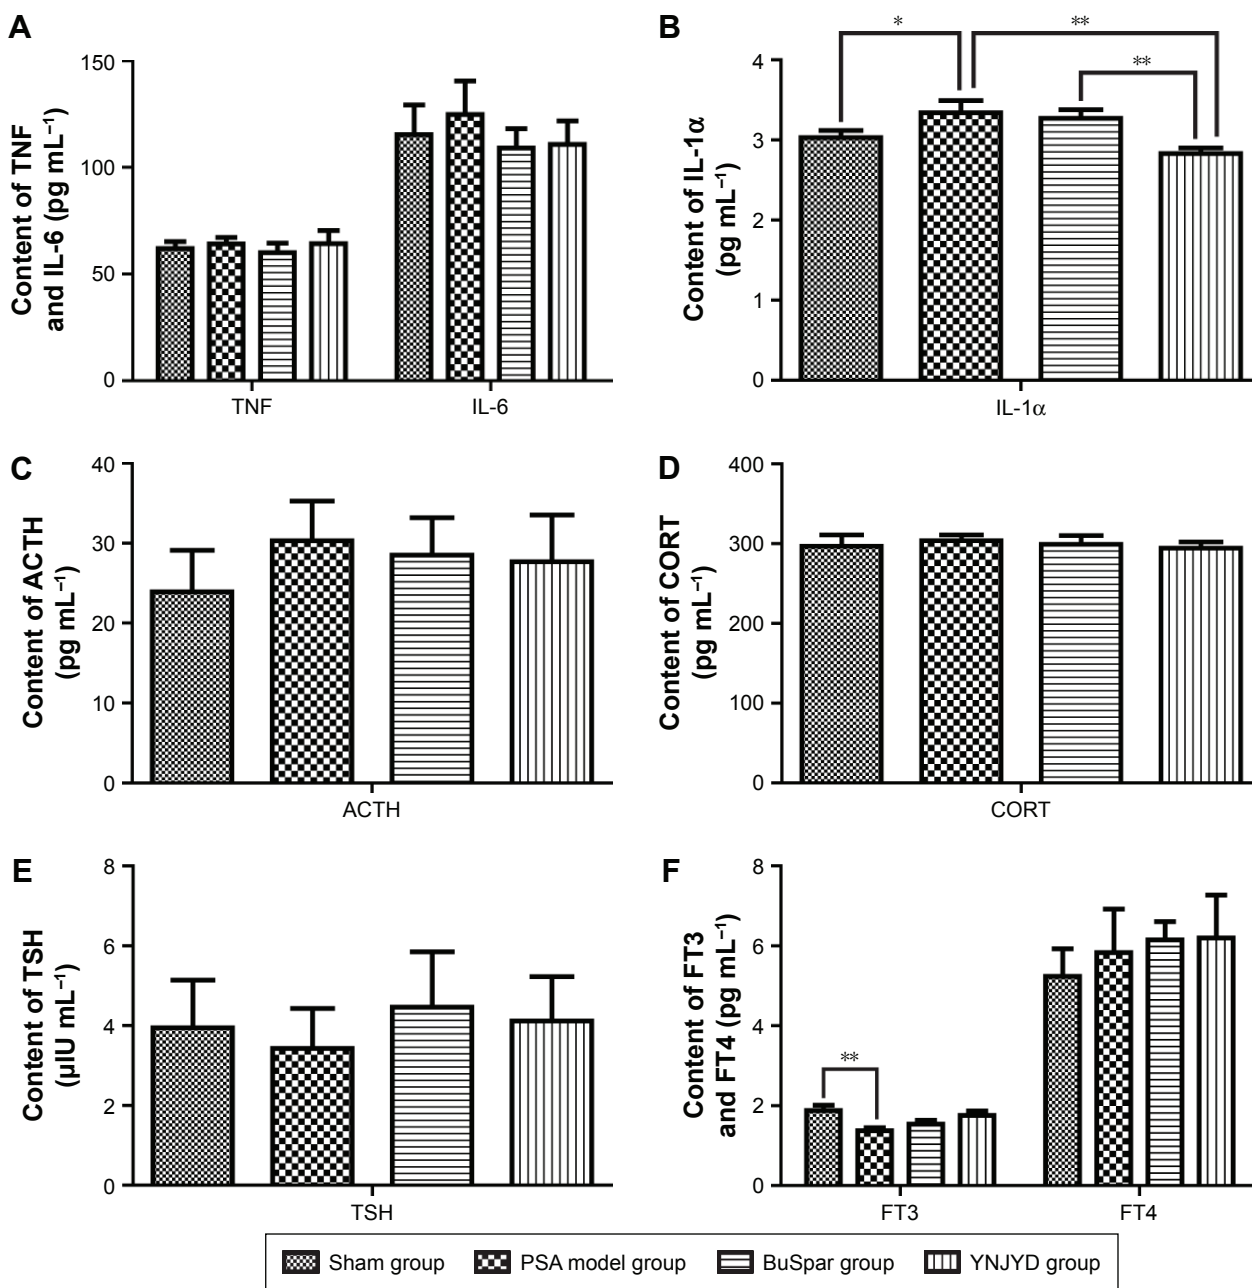 A
Content of TNF
and IL-6 (pg mL⁻¹)
150
100
50
0
TNF
IL-6
B
Content of IL-1α
(pg mL⁻¹)
*
**
**
4
3
2
1
0
IL-1α
C
Content of ACTH
(pg mL⁻¹)
40
30
20
10
0
ACTH
D
Content of CORT
(pg mL⁻¹)
400
300
200
100
0
CORT
E
Content of TSH
(µIU mL⁻¹)
8
6
4
2
0
TSH
F
Content of FT3
and FT4 (pg mL⁻¹)
8
6
4
2
0
**
FT3
FT4
Sham group
PSA model group
BuSpar group
YNJYD group